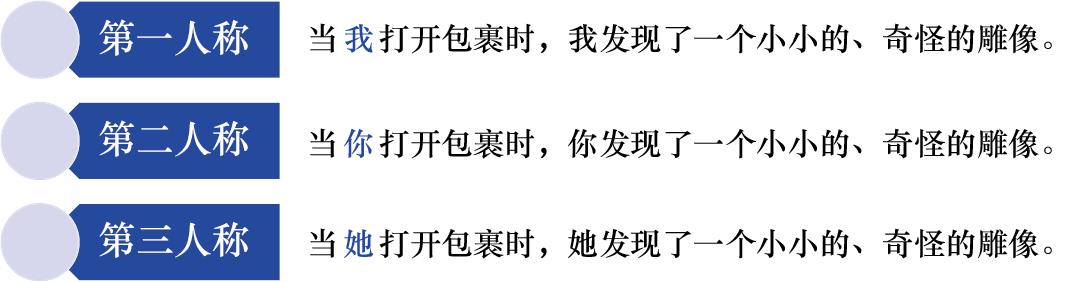 第一人称 当我打开包裹时，我发现了一个小小的、奇怪的雕像。
第二人称 当你打开包裹时，你发现了一个小小的、奇怪的雕像。
第三人称 当她打开包裹时，她发现了一个小小的、奇怪的雕像。